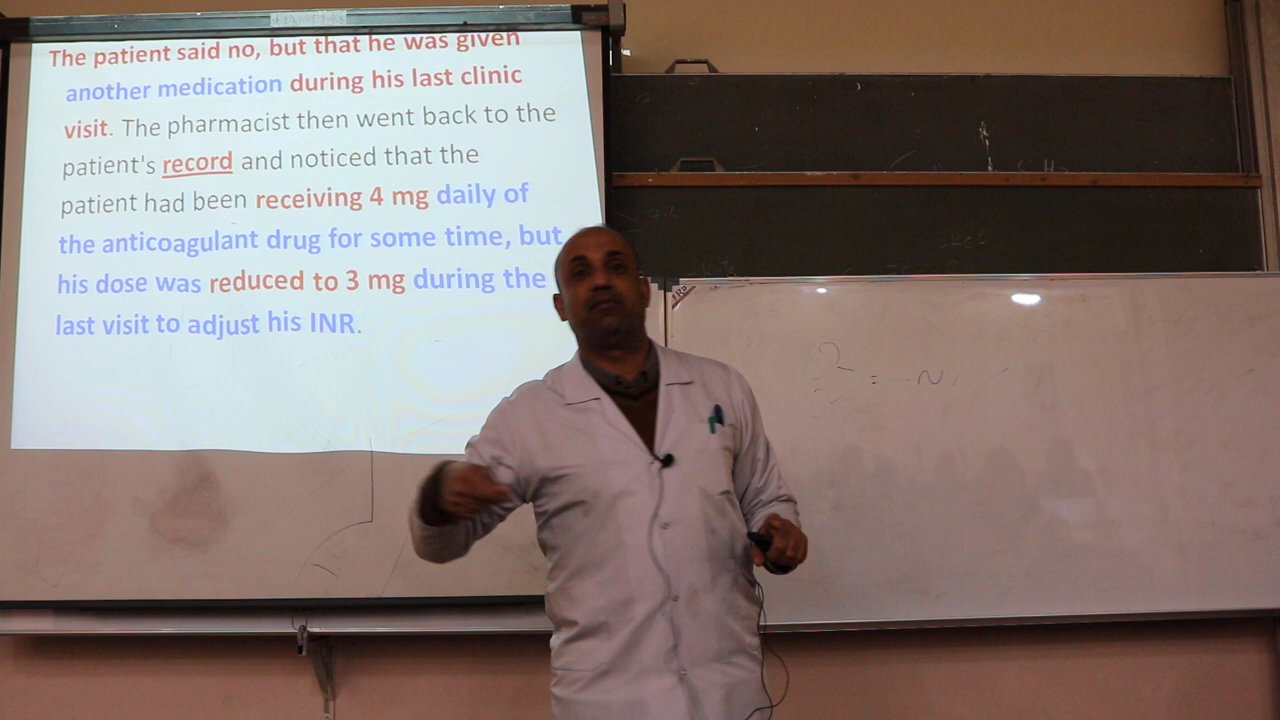 The patient said no, but that he was given
another medication during his last clinic
visit. The pharmacist then went back to the
patient's record and noticed that the
patient had been receiving 4 mg daily of
the anticoagulant drug for some time, but
his dose was reduced to 3 mg during the
last visit to adjust his INR.